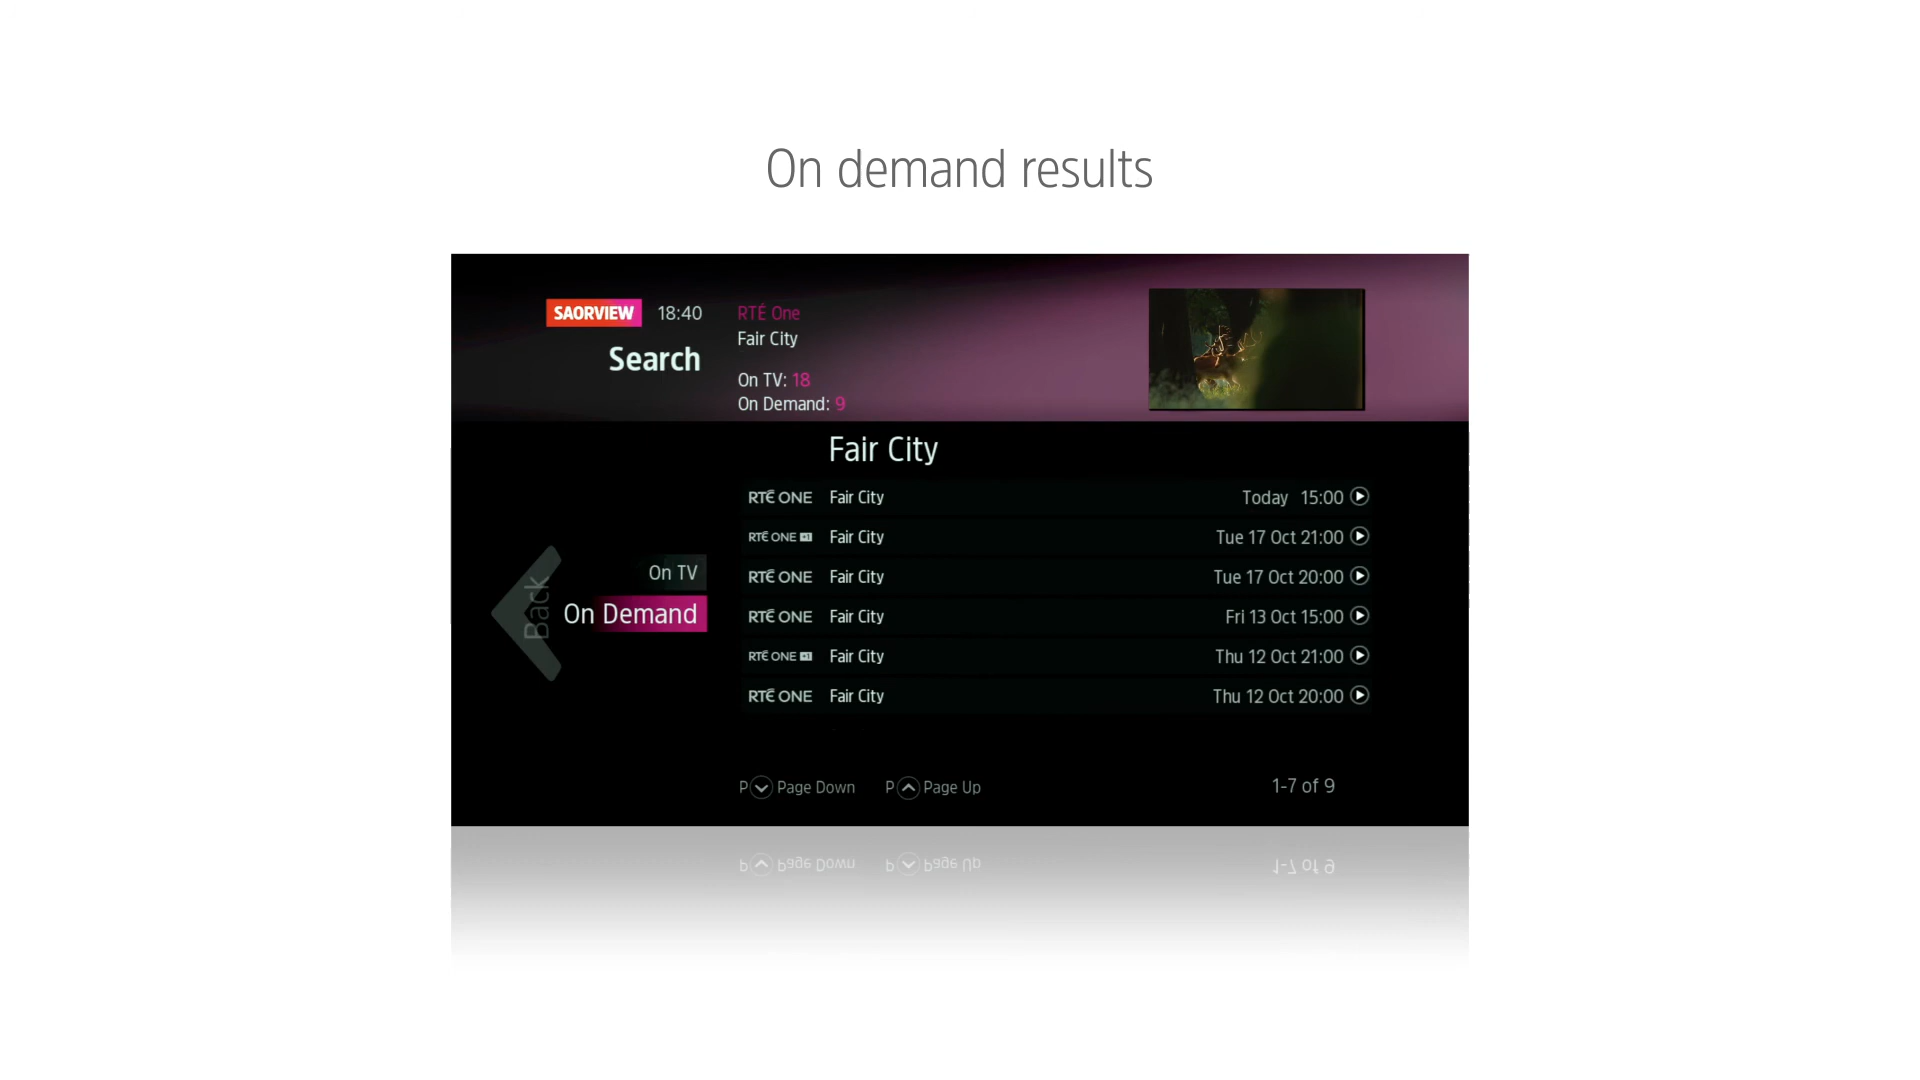 On demand results
SAORVIEW 18:40
Search
RTÉ One
Fair City
On TV: 18
On Demand: 9
Fair City
RTÉ ONE Fair City Today 15:00
RTÉ ONE +1 Fair City Tue 17 Oct 21:00
RTÉ ONE Fair City Tue 17 Oct 20:00
RTÉ ONE Fair City Fri 13 Oct 15:00
RTÉ ONE +1 Fair City Thu 12 Oct 21:00
RTÉ ONE Fair City Thu 12 Oct 20:00
Back
On TV
On Demand
P Page Down P Page Up 1-7 of 9